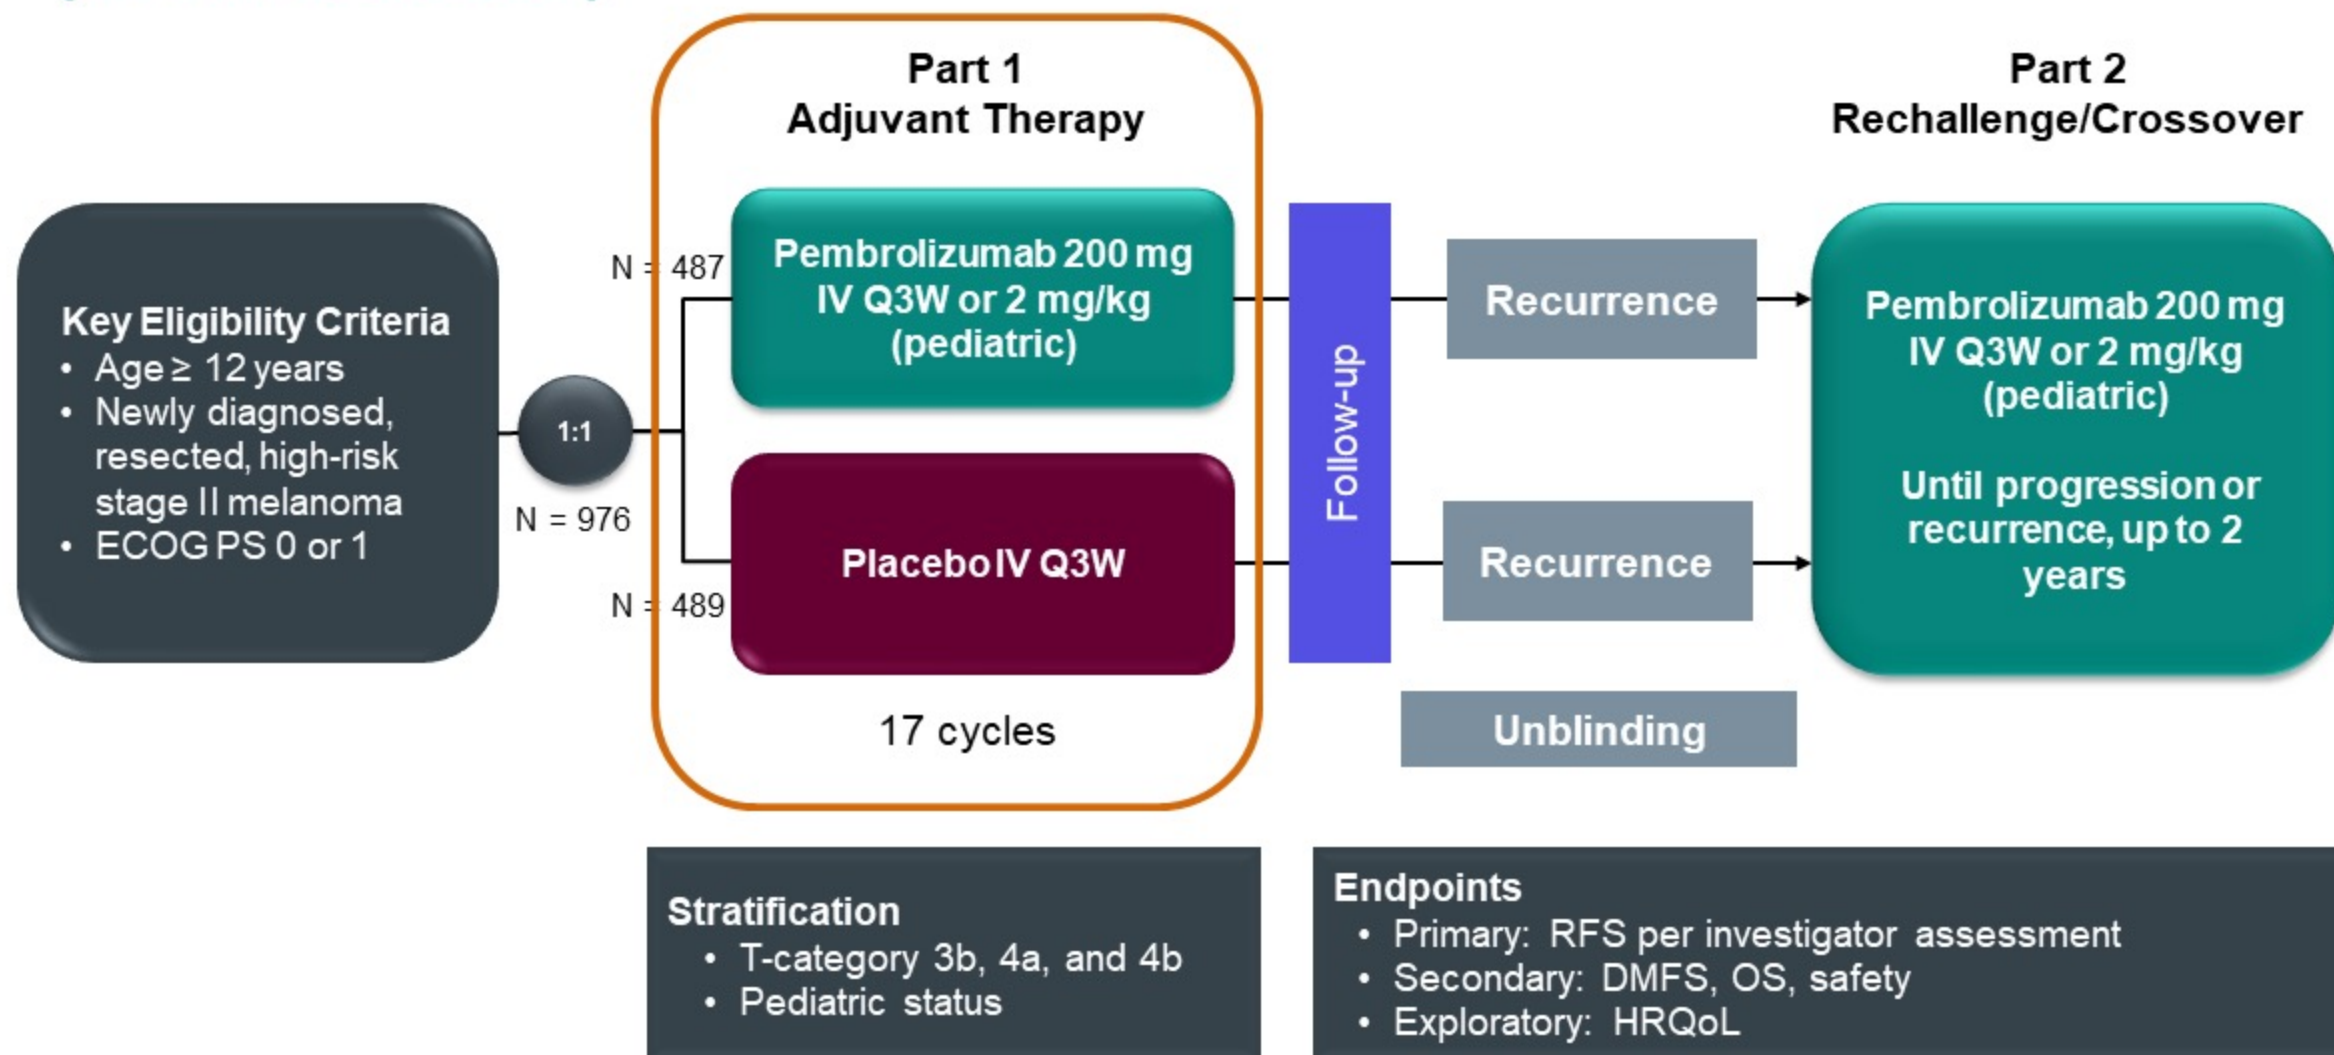 Part 1
Adjuvant Therapy
Part 2
Rechallenge/Crossover
Key Eligibility Criteria
• Age ≥ 12 years
• Newly diagnosed,
resected, high-risk
stage II melanoma
• ECOG PS 0 or 1
1:1
N = 976
N = 487
Pembrolizumab 200 mg
IV Q3W or 2 mg/kg
(pediatric)
N = 489
Placebo IV Q3W
17 cycles
Follow-up
Recurrence
Recurrence
Unblinding
Pembrolizumab 200 mg
IV Q3W or 2 mg/kg
(pediatric)
Until progression or
recurrence, up to 2
years
Stratification
• T-category 3b, 4a, and 4b
• Pediatric status
Endpoints
• Primary: RFS per investigator assessment
• Secondary: DMFS, OS, safety
• Exploratory: HRQoL